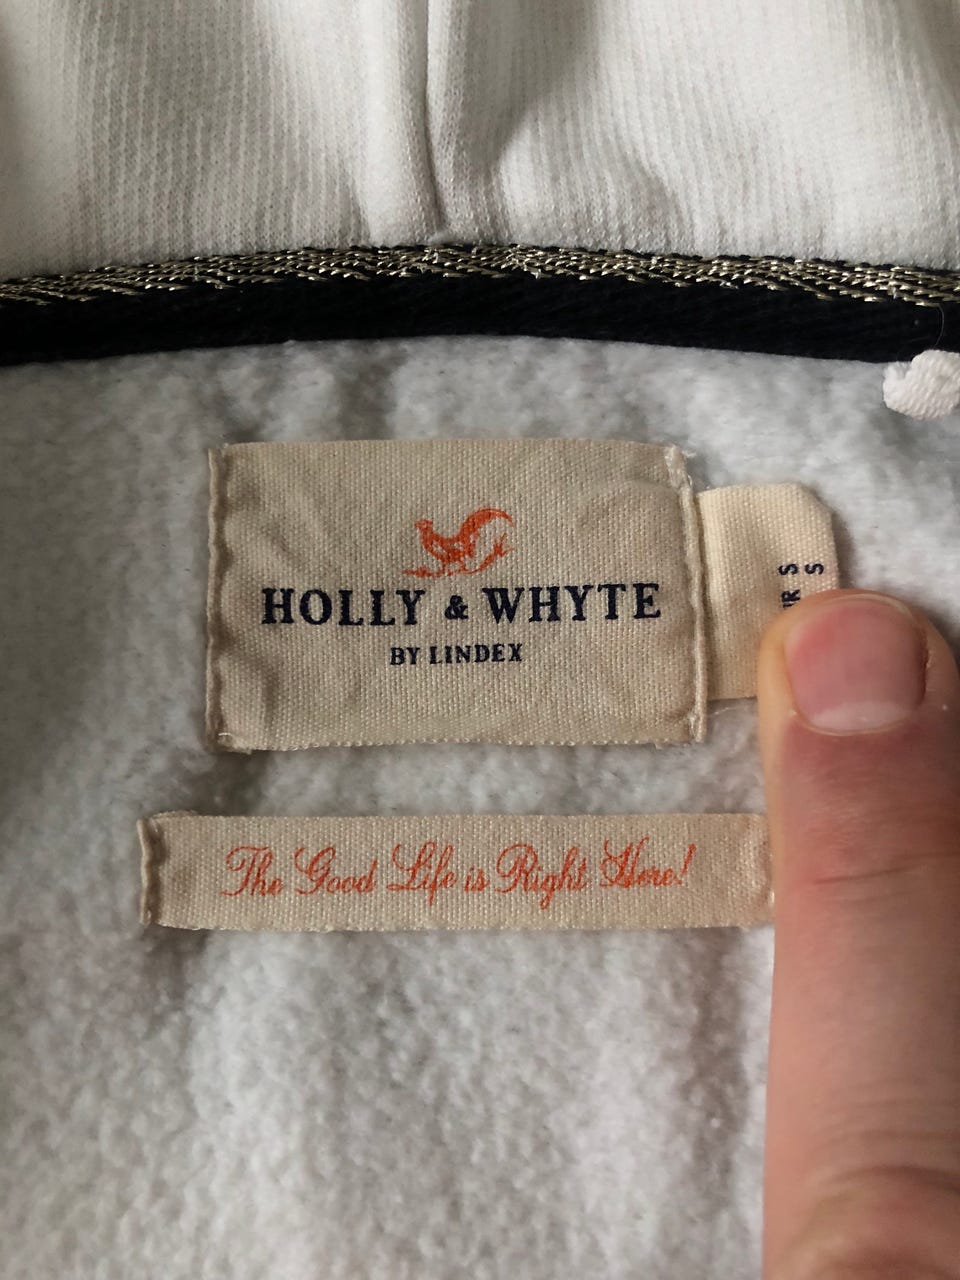 HOLLY & WHYTE
BY LINDEX
S
S
The Good Life is Right Here!